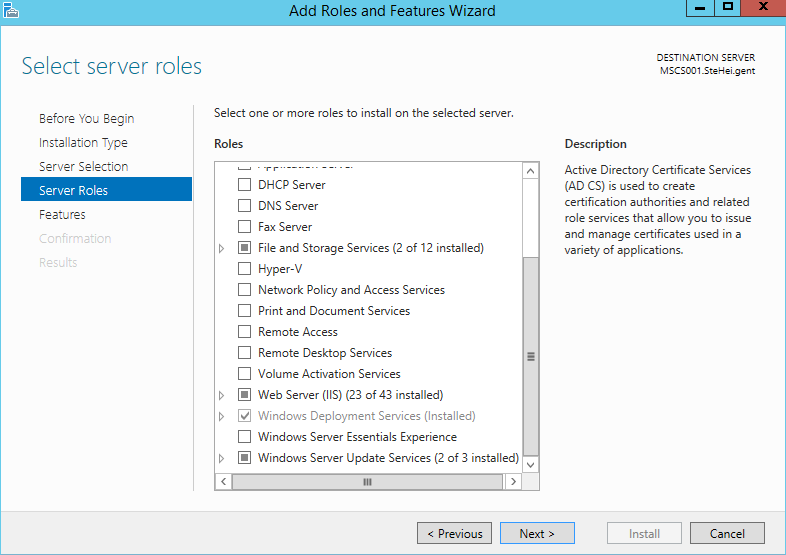 Add Roles and Features Wizard
Select server roles
DESTINATION SERVER
MSCS001.SteHei.gent
Before You Begin
Installation Type
Server Selection
Server Roles
Features
Confirmation
Results
Select one or more roles to install on the selected server.
Roles
Application Server
DHCP Server
DNS Server
Fax Server
File and Storage Services (2 of 12 installed)
Hyper-V
Network Policy and Access Services
Print and Document Services
Remote Access
Remote Desktop Services
Volume Activation Services
Web Server (IIS) (23 of 43 installed)
Windows Deployment Services (Installed)
Windows Server Essentials Experience
Windows Server Update Services (2 of 3 installed)
Description
Active Directory Certificate Services
(AD CS) is used to create
certification authorities and related
role services that allow you to issue
and manage certificates used in a
variety of applications.
< Previous
Next >
Install
Cancel